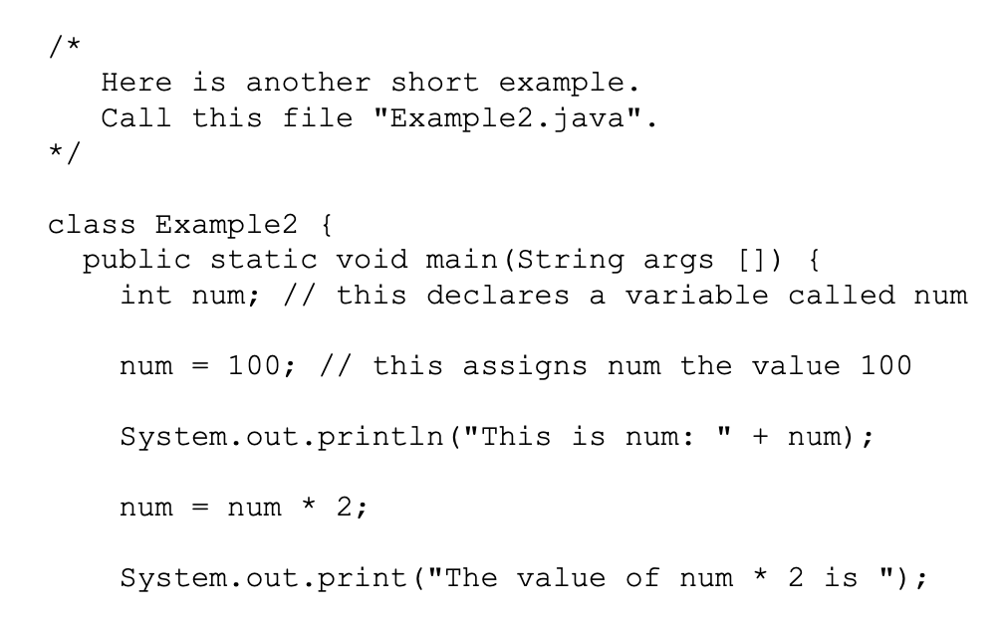 /*
   Here is another short example.
   Call this file "Example2.java".
*/

class Example2 {
  public static void main(String args []) {
    int num; // this declares a variable called num

    num = 100; // this assigns num the value 100

    System.out.println("This is num: " + num);

    num = num * 2;

    System.out.print("The value of num * 2 is ");